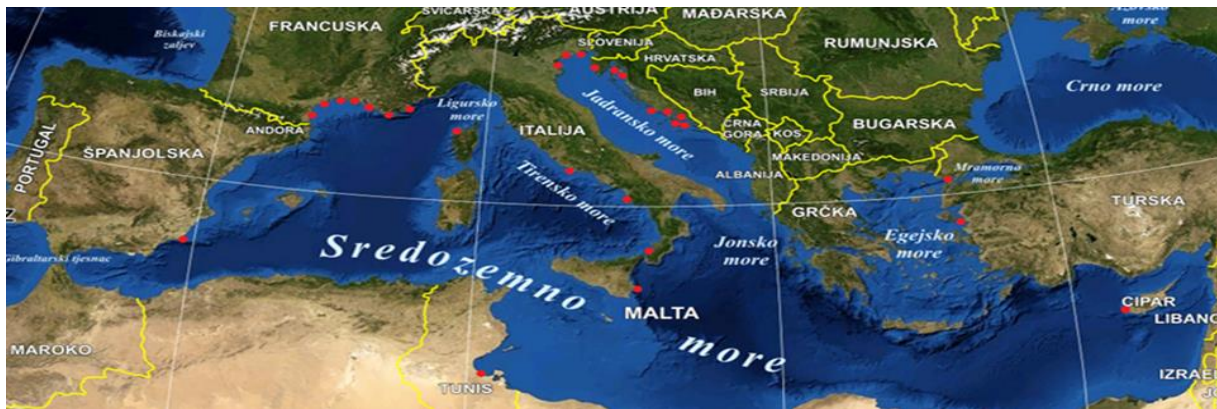 ŠVICARSKA
AUSTRIJA
MAĐARSKA
Azovsko
more
FRANCUSKA
Biskajski
zaljev
SLOVENIJA
HRVATSKA
RUMUNJSKA
Crno more
BIH
SRBIJA
Ligursko
more
ANDORA
ITALIJA
Jadransko more
CRNA
GORA
KOS.
BUGARSKA
PORTUGAL
ŠPANJOLSKA
MAKEDONIJA
Mramorno
more
ALBANIJA
Tirensko more
TURSKA
GRČKA
Egejsko
more
Jonsko
more
Gibraltarski tjesnac
Sredozemno
more
MALTA
CIPAR
LIBANO
MAROKO
TUNIS
IZRAE